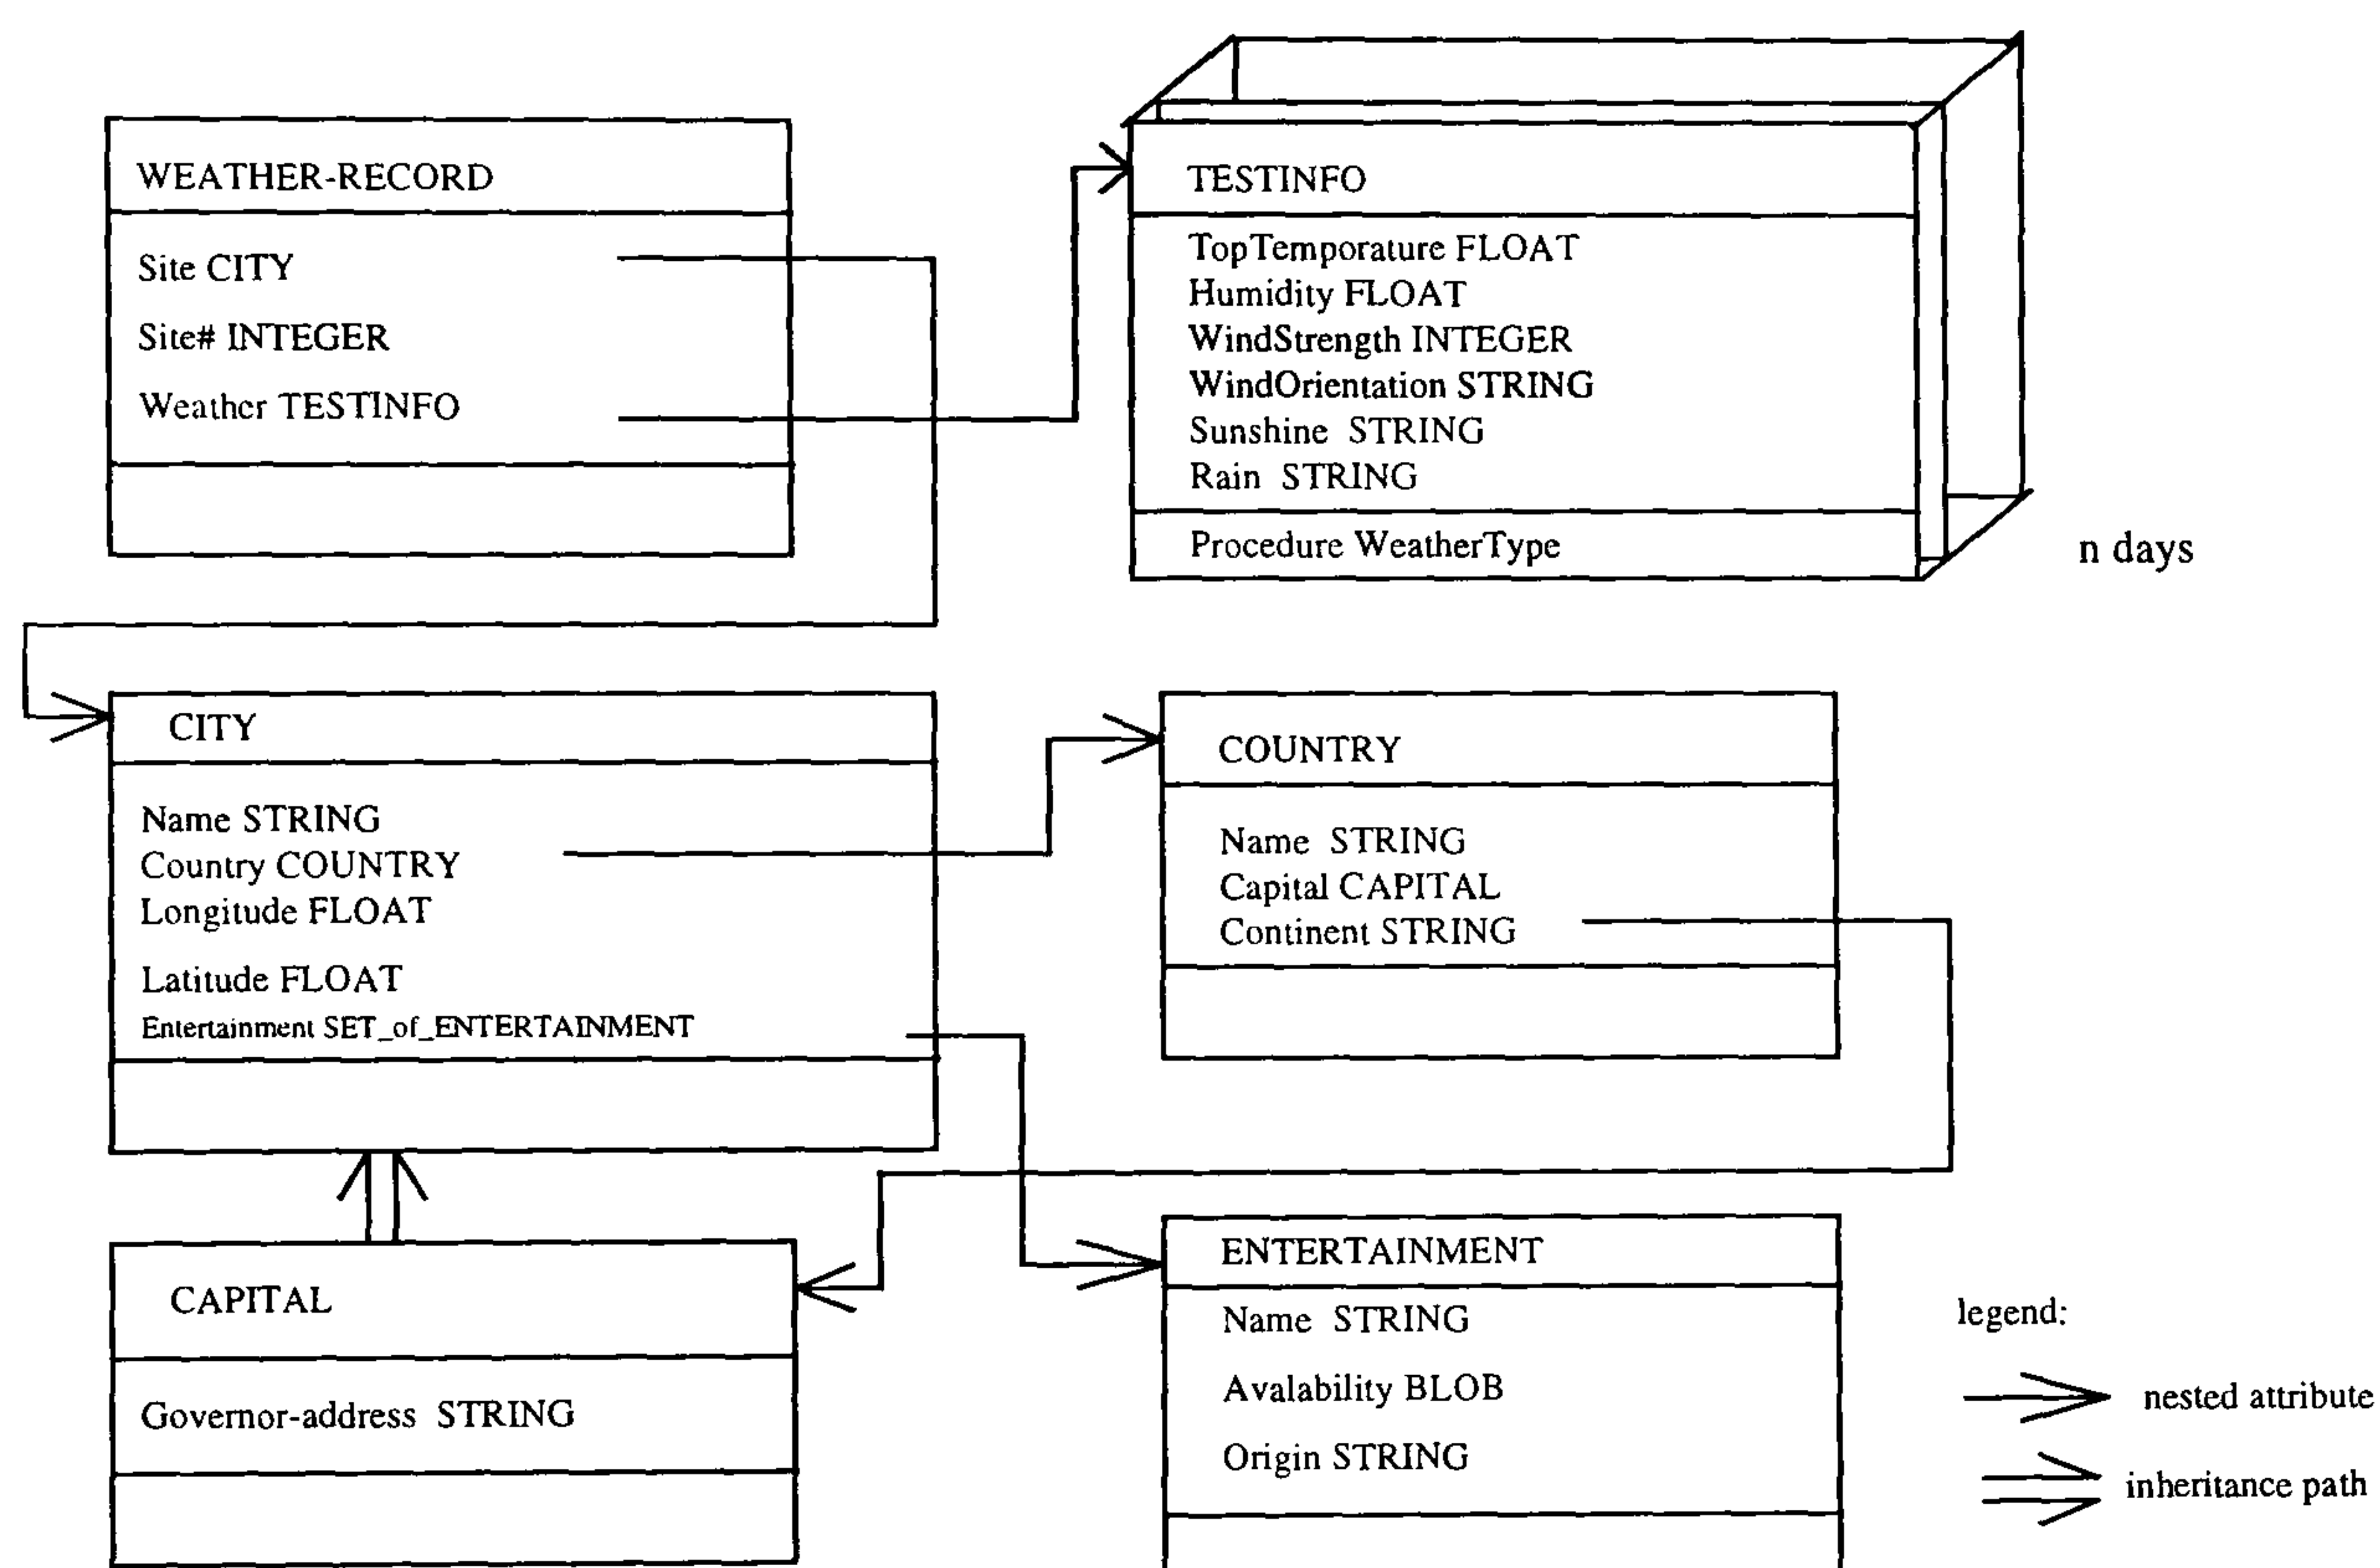 WEATHER-RECORD
Site CITY
Site# INTEGER
Weather TESTINFO
TESTINFO
TopTemporature FLOAT
Humidity FLOAT
WindStrength INTEGER
WindOrientation STRING
Sunshine STRING
Rain STRING
Procedure WeatherType
n days
CITY
Name STRING
Country COUNTRY
Longitude FLOAT
Latitude FLOAT
Entertainment SET_of_ENTERTAINMENT
COUNTRY
Name STRING
Capital CAPITAL
Continent STRING
CAPITAL
Governor-address STRING
ENTERTAINMENT
Name STRING
Avalability BLOB
Origin STRING
legend:
nested attribute
inheritance path